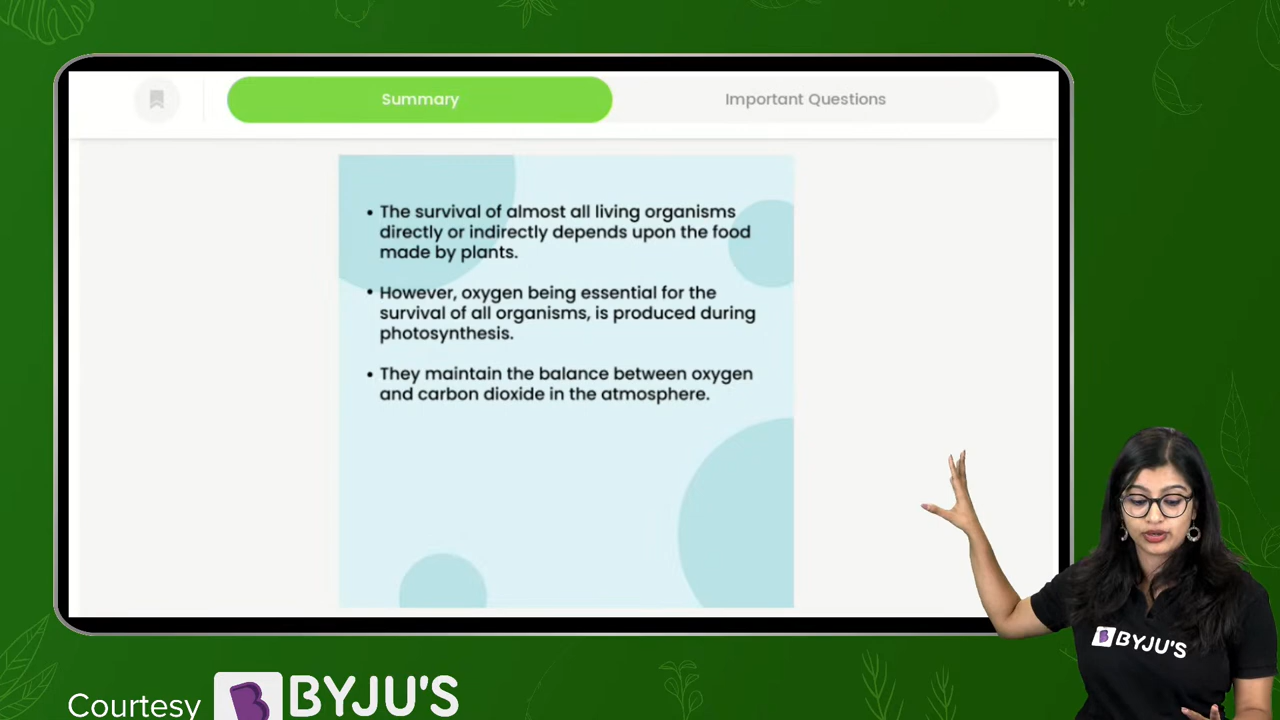 Summary
Important Questions
• The survival of almost all living organisms
directly or indirectly depends upon the food
made by plants.
• However, oxygen being essential for the
survival of all organisms, is produced during
photosynthesis.
• They maintain the balance between oxygen
and carbon dioxide in the atmosphere.
BYJU'S
Courtesy BYJU'S